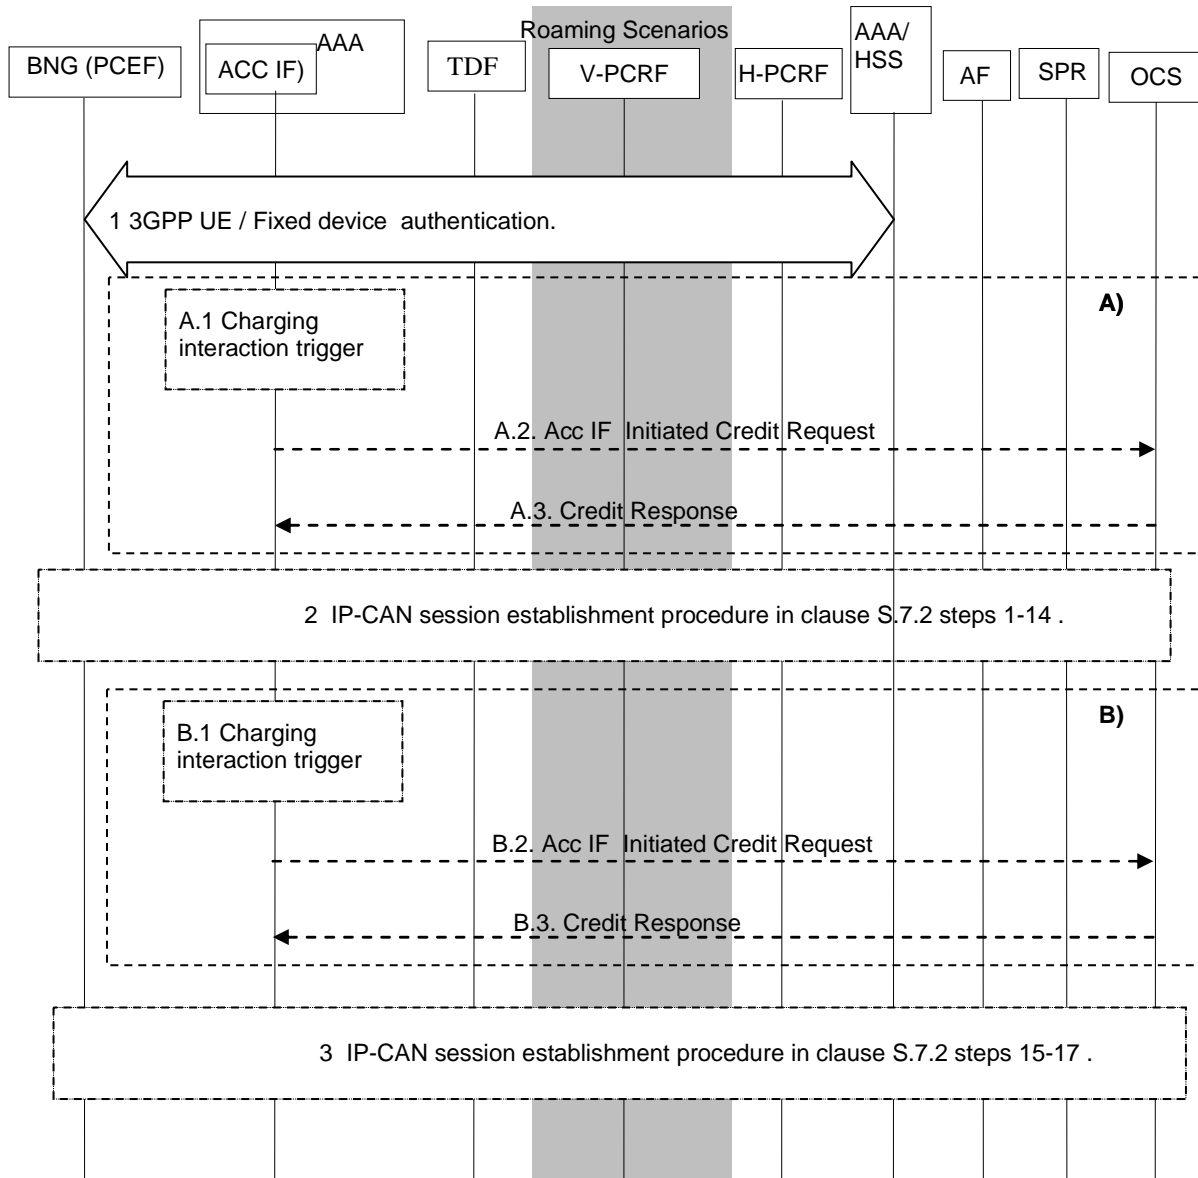 Roaming Scenarios
BNG (PCEF)
AAA
ACC IF)
TDF
V-PCRF
H-PCRF
AAA/
HSS
AF
SPR
OCS
1 3GPP UE / Fixed device authentication.
A)
A.1 Charging
interaction trigger
A.2. Acc IF Initiated Credit Request
A.3. Credit Response
2 IP-CAN session establishment procedure in clause S.7.2 steps 1-14 .
B)
B.1 Charging
interaction trigger
B.2. Acc IF Initiated Credit Request
B.3. Credit Response
3 IP-CAN session establishment procedure in clause S.7.2 steps 15-17 .